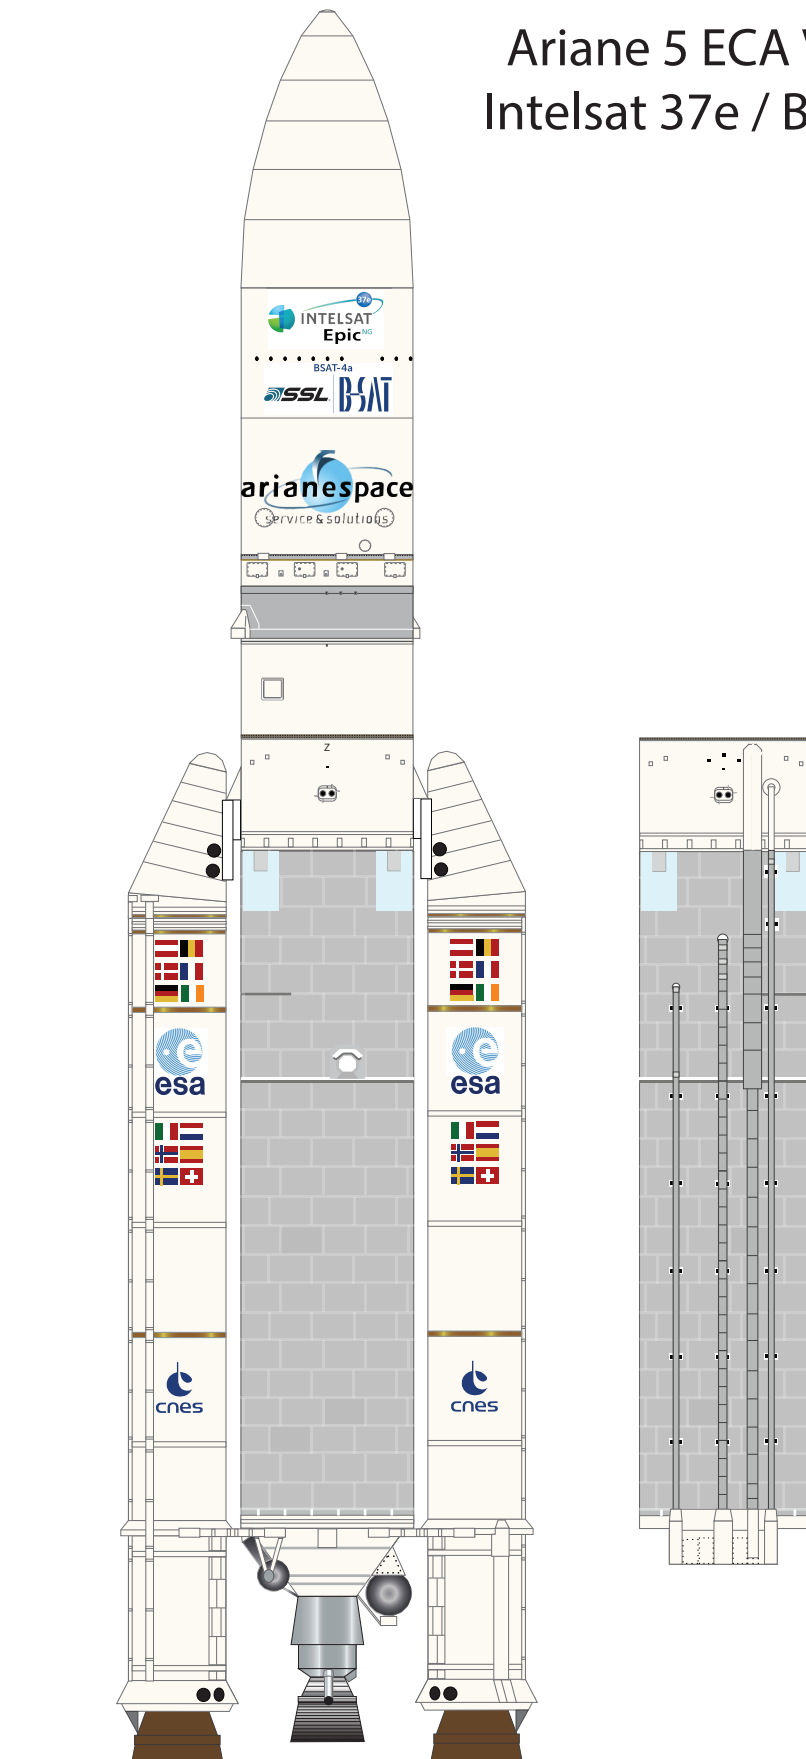 Ariane 5 ECA V
Intelsat 37e / B
37e
INTELSAT
Epic NG
BSAT-4a
SSL
B-SAT
arianespace
service & solutions
Z
esa
esa
cnes
cnes